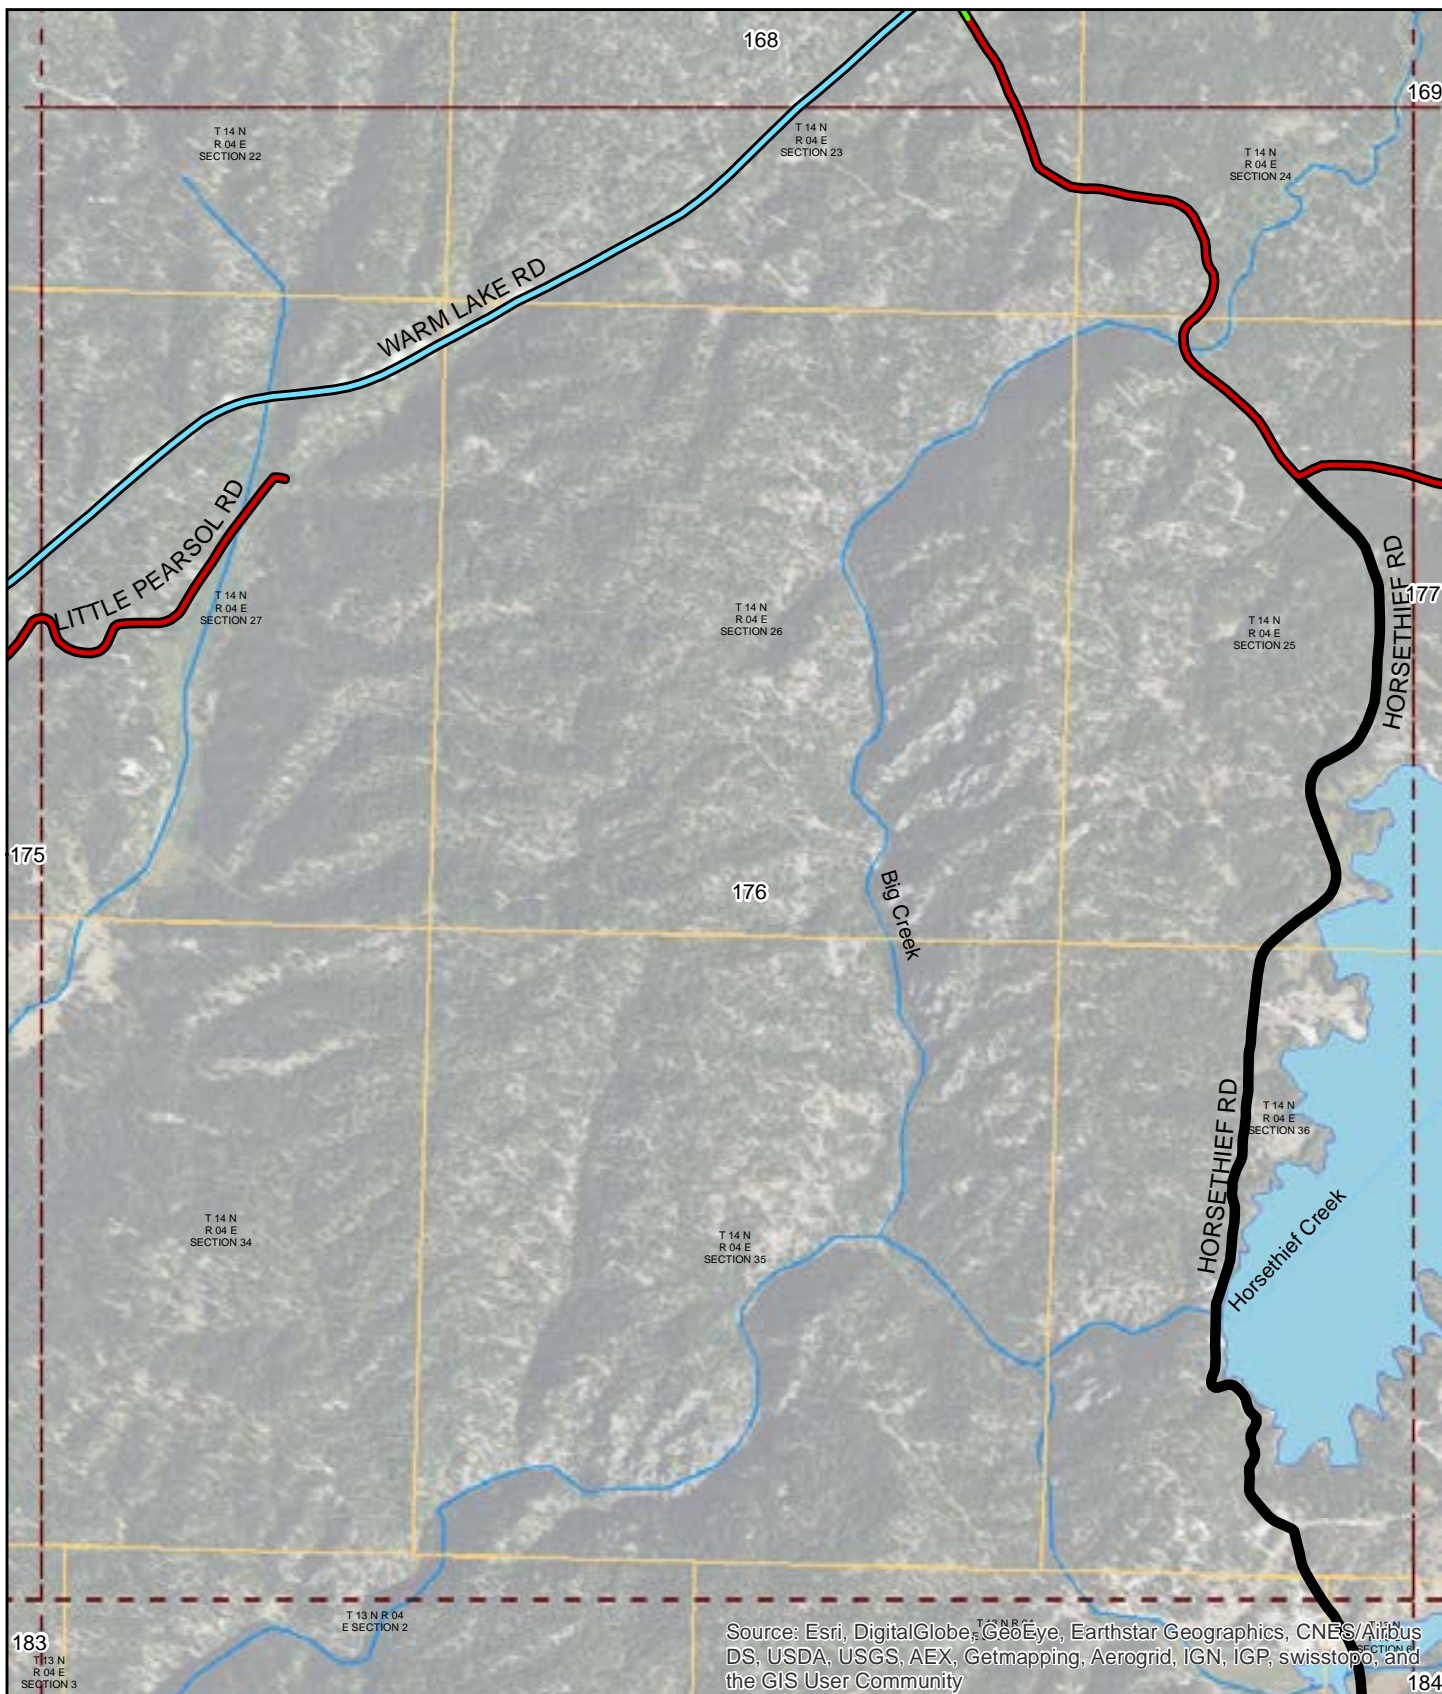 168
169
T 14 N
R 04 E
SECTION 22
T 14 N
R 04 E
SECTION 23
T 14 N
R 04 E
SECTION 24
WARM LAKE RD
LITTLE PEARSOL RD
T 14 N
R 04 E
SECTION 27
T 14 N
R 04 E
SECTION 26
T 14 N
R 04 E
SECTION 25
HORSETHIEF RD
177
175
176
Big Creek
HORSETHIEF RD
T 14 N
R 04 E
SECTION 36
T 14 N
R 04 E
SECTION 34
T 14 N
R 04 E
SECTION 35
Horsethief Creek
T 13 N R 04
E SECTION 2
183
T 13 N
R 04 E
SECTION 3
T 13 N R 04
SECTION 6
Source: Esri, DigitalGlobe, GeoEye, Earthstar Geographics, CNES/Airbus
DS, USDA, USGS, AEX, Getmapping, Aerogrid, IGN, IGP, swisstopo, and
the GIS User Community
184